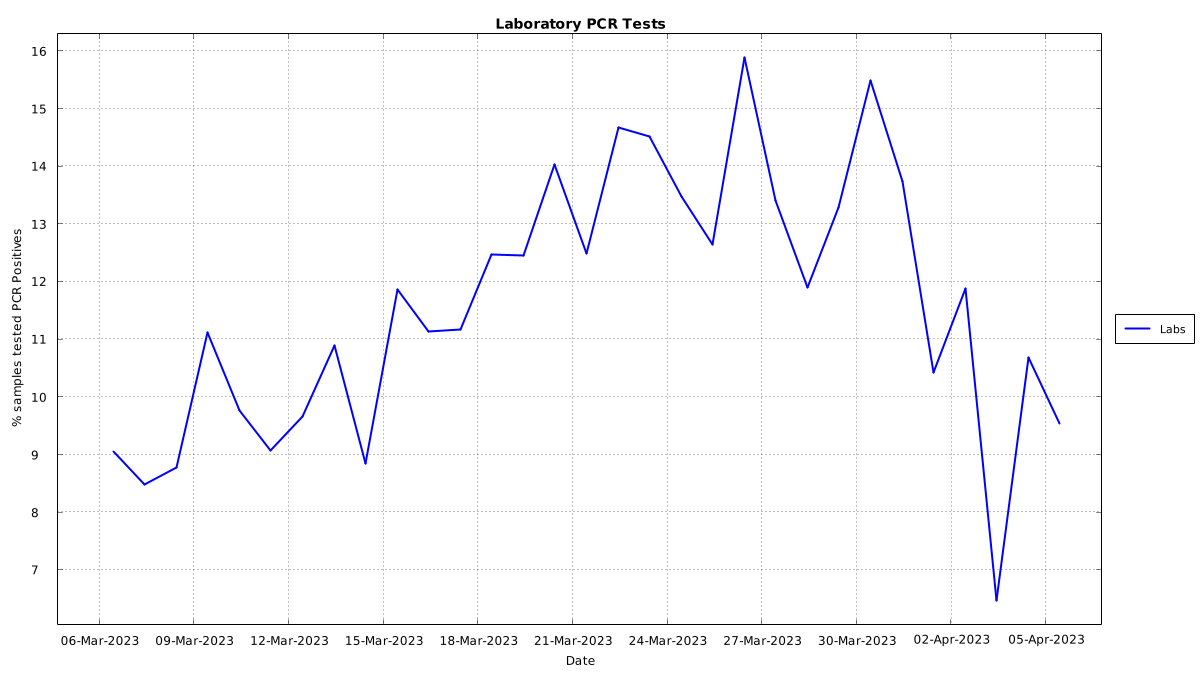 Laboratory PCR Tests
16
15
14
13
12
11
10
9
8
7
% samples tested PCR Positives
Labs
06-Mar-2023 09-Mar-2023 12-Mar-2023 15-Mar-2023 18-Mar-2023 21-Mar-2023 24-Mar-2023 27-Mar-2023 30-Mar-2023 02-Apr-2023 05-Apr-2023
Date